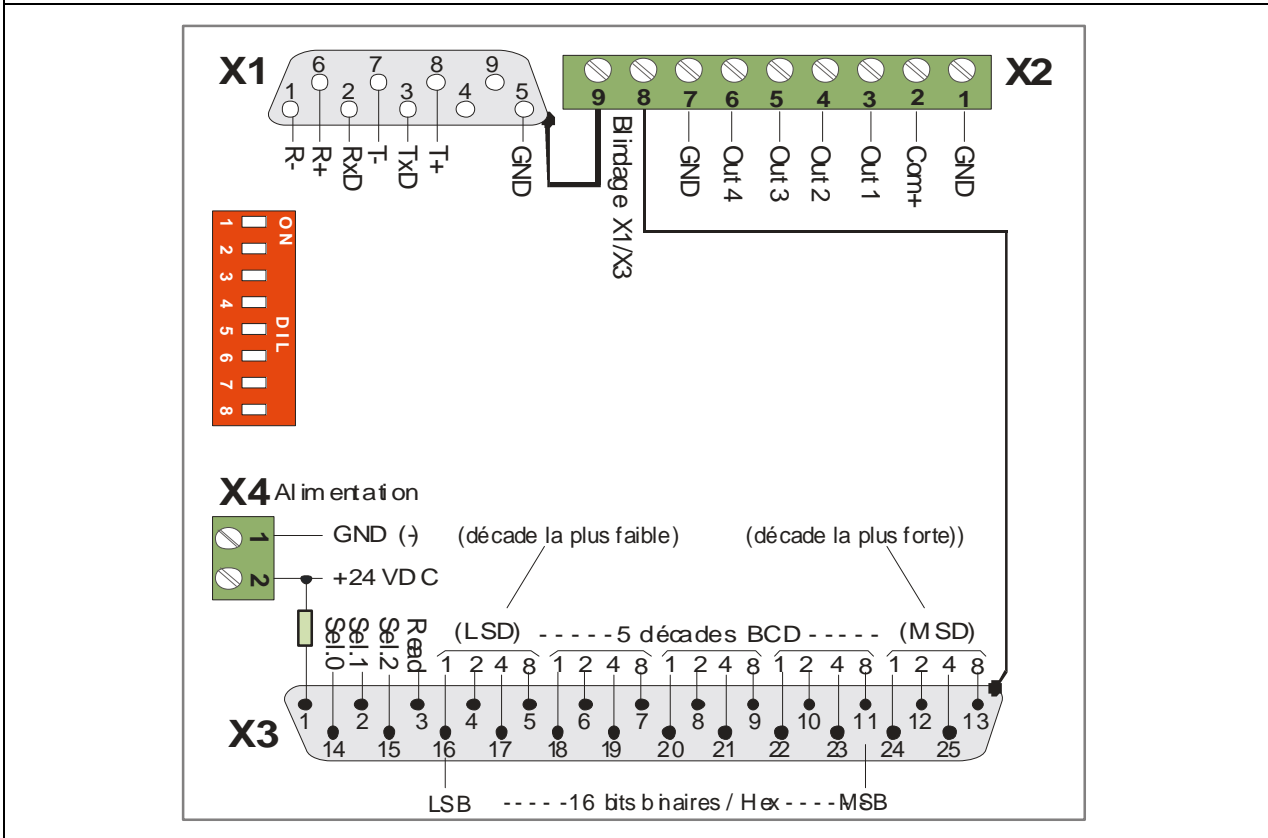 X1
6 7 8 9
1 2 3 4 5
R-
R+
RxD
T-
TxD
T+
GND
X2
9 8 7 6 5 4 3 2 1
Blindage X1/X3
GND
Out 4
Out 3
Out 2
Out 1
Com+
GND
ON
DIL
1
2
3
4
5
6
7
8
X4 Alimentation
1 GND (-)
2 +24 VDC
(décade la plus faible) (décade la plus forte))
Sel.0
Sel.1
Sel.2
Read
(LSD) - - - - - 5 décades BCD - - - - - (MSD)
1 2 4 8 1 2 4 8 1 2 4 8 1 2 4 8 1 2 4 8
X3
1 2 3 4 5 6 7 8 9 10 11 12 13
14 15 16 17 18 19 20 21 22 23 24 25
LSB - - - - -16 bits binaires / Hex - - - - MSB